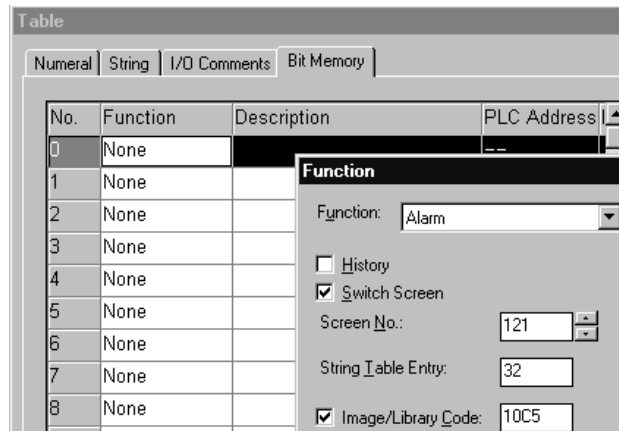 Table
Numeral String I/O Comments Bit Memory
No. Function Description PLC Address
0 None --
1 None
2 None
3 None
4 None
5 None
6 None
7 None
8 None
Function
Function: Alarm
History
Switch Screen
Screen No.: 121
String Table Entry: 32
Image/Library Code: 10C5